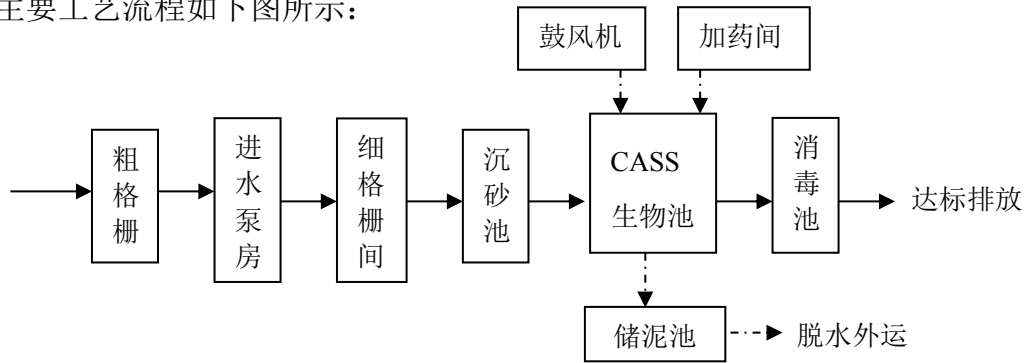 主要工艺流程如下图所示：
鼓风机
加药间
粗格栅
进水泵房
细格栅间
沉砂池
CASS
生物池
消毒池
达标排放
储泥池
脱水外运